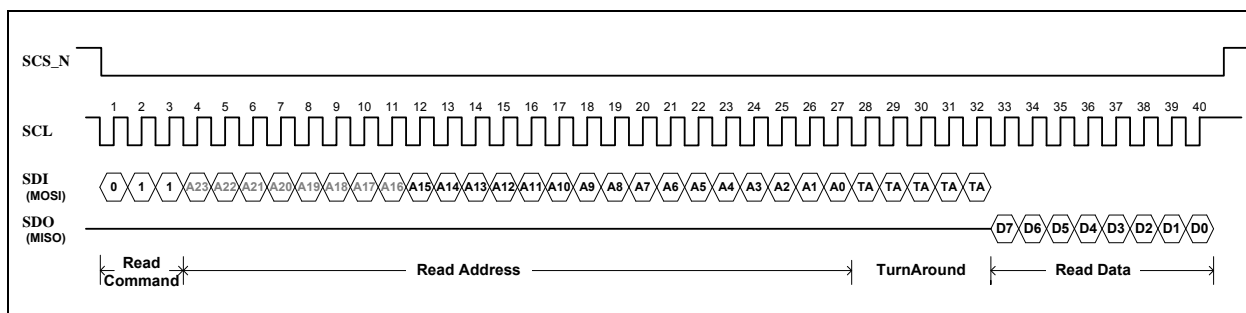 SCS_N
1 2 3 4 5 6 7 8 9 10 11 12 13 14 15 16 17 18 19 20 21 22 23 24 25 26 27 28 29 30 31 32 33 34 35 36 37 38 39 40
SCL
SDI
(MOSI)
0 1 1 A23 A22 A21 A20 A19 A18 A17 A16 A15 A14 A13 A12 A11 A10 A9 A8 A7 A6 A5 A4 A3 A2 A1 A0 TA TA TA TA TA
SDO
(MISO)
D7 D6 D5 D4 D3 D2 D1 D0
Read
Command
Read Address
TurnAround
Read Data